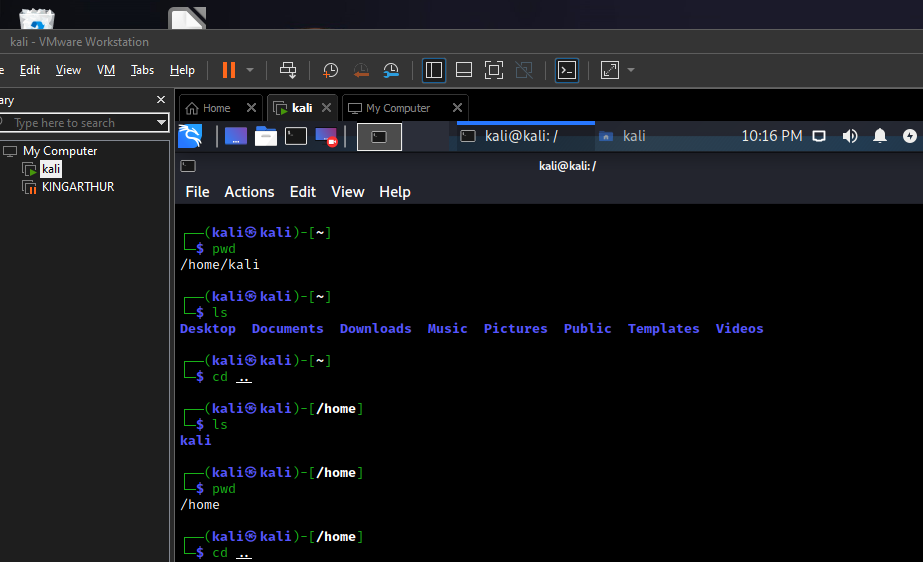 kali - VMware Workstation
Edit View VM Tabs Help
Type here to search
My Computer
kali
KINGARTHUR
Home kali My Computer
kali@kali: / kali 10:16 PM
kali@kali: /
File Actions Edit View Help
┌──(kali㉿kali)-[~]
└─$ pwd
/home/kali
┌──(kali㉿kali)-[~]
└─$ ls
Desktop Documents Downloads Music Pictures Public Templates Videos
┌──(kali㉿kali)-[~]
└─$ cd ..
┌──(kali㉿kali)-[/home]
└─$ ls
kali
┌──(kali㉿kali)-[/home]
└─$ pwd
/home
┌──(kali㉿kali)-[/home]
└─$ cd ..